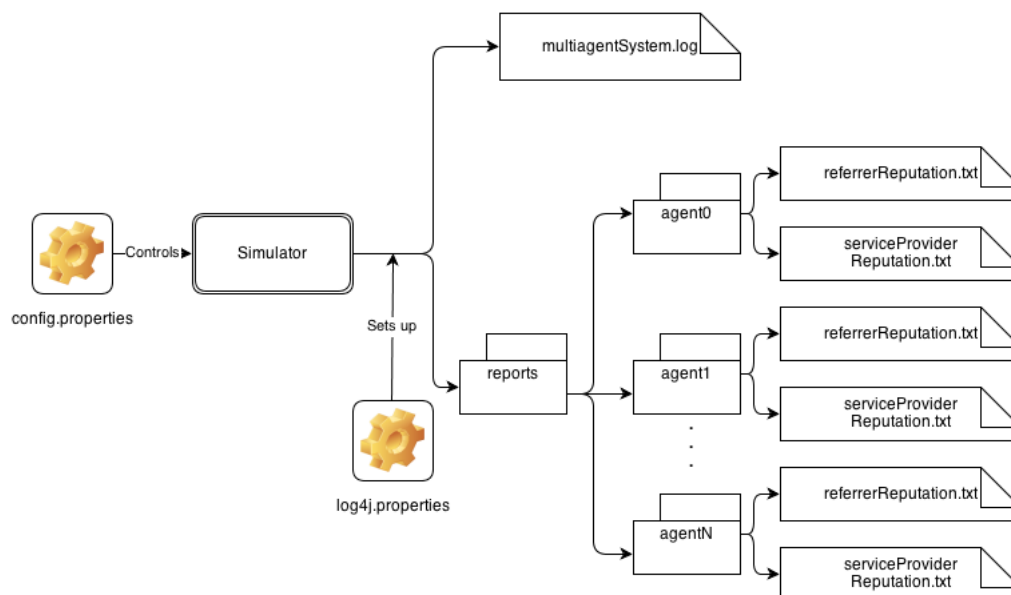 multiagentSystem.log
referrerReputation.txt
agent0
serviceProvider
Reputation.txt
Controls
Simulator
config.properties
Sets up
referrerReputation.txt
reports
agent1
serviceProvider
Reputation.txt
. . .
log4j.properties
referrerReputation.txt
agentN
serviceProvider
Reputation.txt